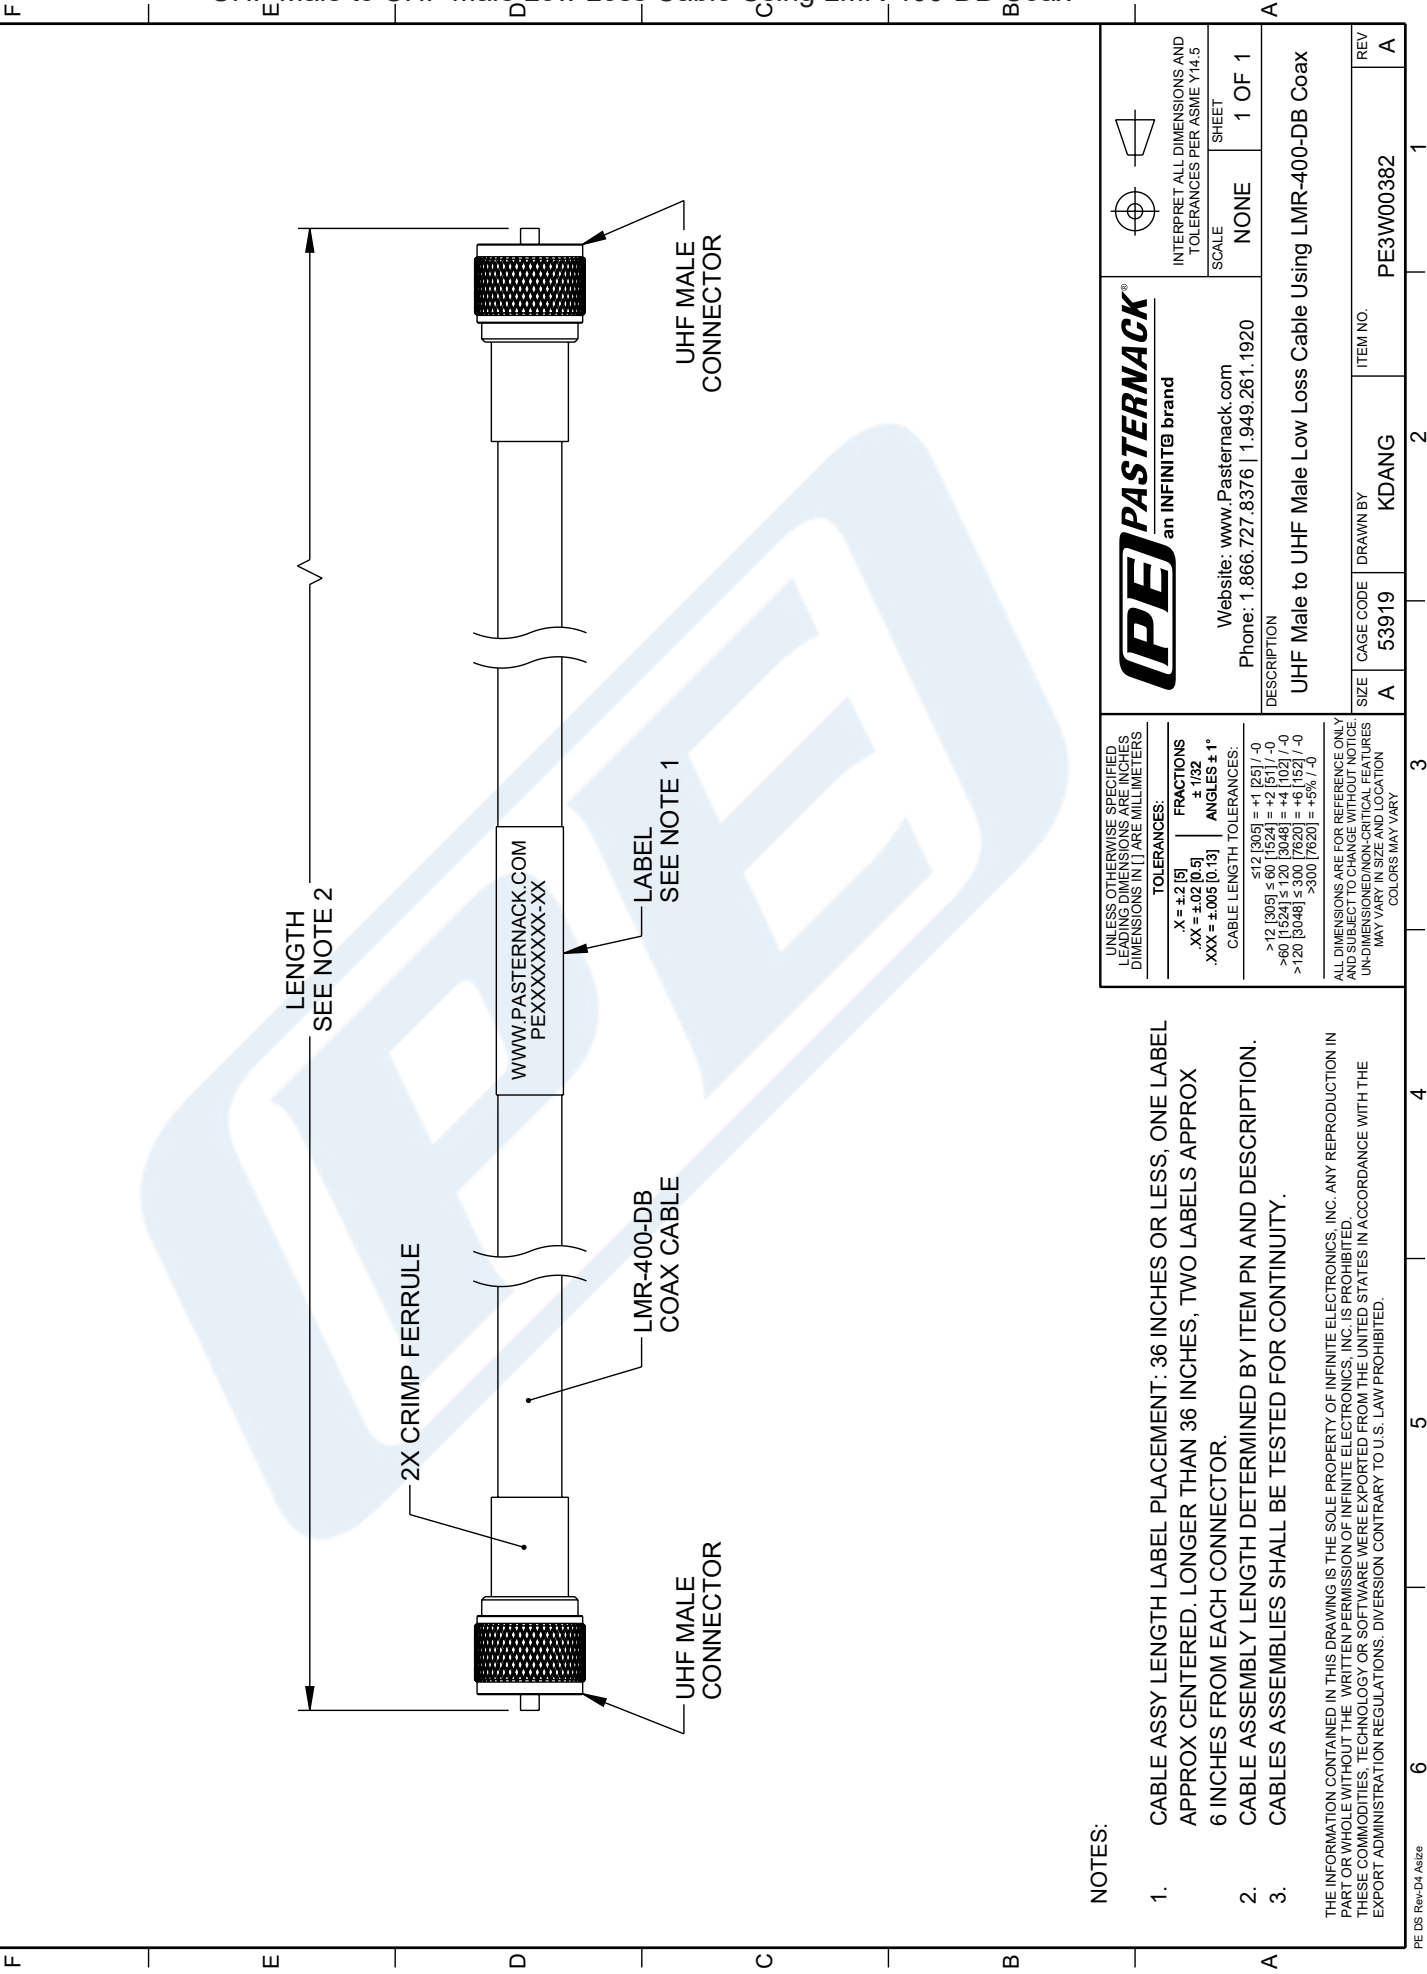 UHF Male to UHF Male Low Loss Cable Using LMR-400-DB Coax
F
E
D
C
B
A
LENGTH
SEE NOTE 2
2X CRIMP FERRULE
UHF MALE
CONNECTOR
LMR-400-DB
COAX CABLE
WWW.PASTERNACK.COM
PEXXXXXXXX-XX
LABEL
SEE NOTE 1
UHF MALE
CONNECTOR
NOTES:
1. CABLE ASSY LENGTH LABEL PLACEMENT: 36 INCHES OR LESS, ONE LABEL
APPROX CENTERED. LONGER THAN 36 INCHES, TWO LABELS APPROX
6 INCHES FROM EACH CONNECTOR.
2. CABLE ASSEMBLY LENGTH DETERMINED BY ITEM PN AND DESCRIPTION.
3. CABLES ASSEMBLIES SHALL BE TESTED FOR CONTINUITY.
THE INFORMATION CONTAINED IN THIS DRAWING IS THE SOLE PROPERTY OF INFINITE ELECTRONICS, INC. ANY REPRODUCTION IN
PART OR WHOLE WITHOUT THE WRITTEN PERMISSION OF INFINITE ELECTRONICS, INC. IS PROHIBITED.
THESE COMMODITIES, TECHNOLOGY OR SOFTWARE WERE EXPORTED FROM THE UNITED STATES IN ACCORDANCE WITH THE
EXPORT ADMINISTRATION REGULATIONS. DIVERSION CONTRARY TO U.S. LAW PROHIBITED.
UNLESS OTHERWISE SPECIFIED
LEADING DIMENSIONS ARE INCHES
DIMENSIONS IN [ ] ARE MILLIMETERS
TOLERANCES:
.X = ±.2 [5]
.XX = ±.02 [0.5]
.XXX = ±.005 [0.13]
FRACTIONS
± 1/32
ANGLES ± 1°
CABLE LENGTH TOLERANCES:
≤12 [305] = +1 [25] / -0
>12 [305] ≤ 60 [1524] = +2 [51] / -0
>60 [1524] ≤ 120 [3048] = +4 [102] / -0
>120 [3048] ≤ 300 [7620] = +6 [152] / -0
>300 [7620] = +5% / -0
ALL DIMENSIONS ARE FOR REFERENCE ONLY
AND SUBJECT TO CHANGE WITHOUT NOTICE.
UN-DIMENSIONED/NON-CRITICAL FEATURES
MAY VARY IN SIZE AND LOCATION
COLORS MAY VARY
PE PASTERNACK®
an INFINIT@ brand
Website: www.Pasternack.com
Phone: 1.866.727.8376 | 1.949.261.1920
INTERPRET ALL DIMENSIONS AND
TOLERANCES PER ASME Y14.5
SCALE
NONE
SHEET
1 OF 1
DESCRIPTION
UHF Male to UHF Male Low Loss Cable Using LMR-400-DB Coax
SIZE
A
CAGE CODE
53919
DRAWN BY
KDANG
ITEM NO.
PE3W00382
REV
A
F
E
D
C
B
A
6
5
4
3
2
1
PE DS Rev-D4 Asize
PE